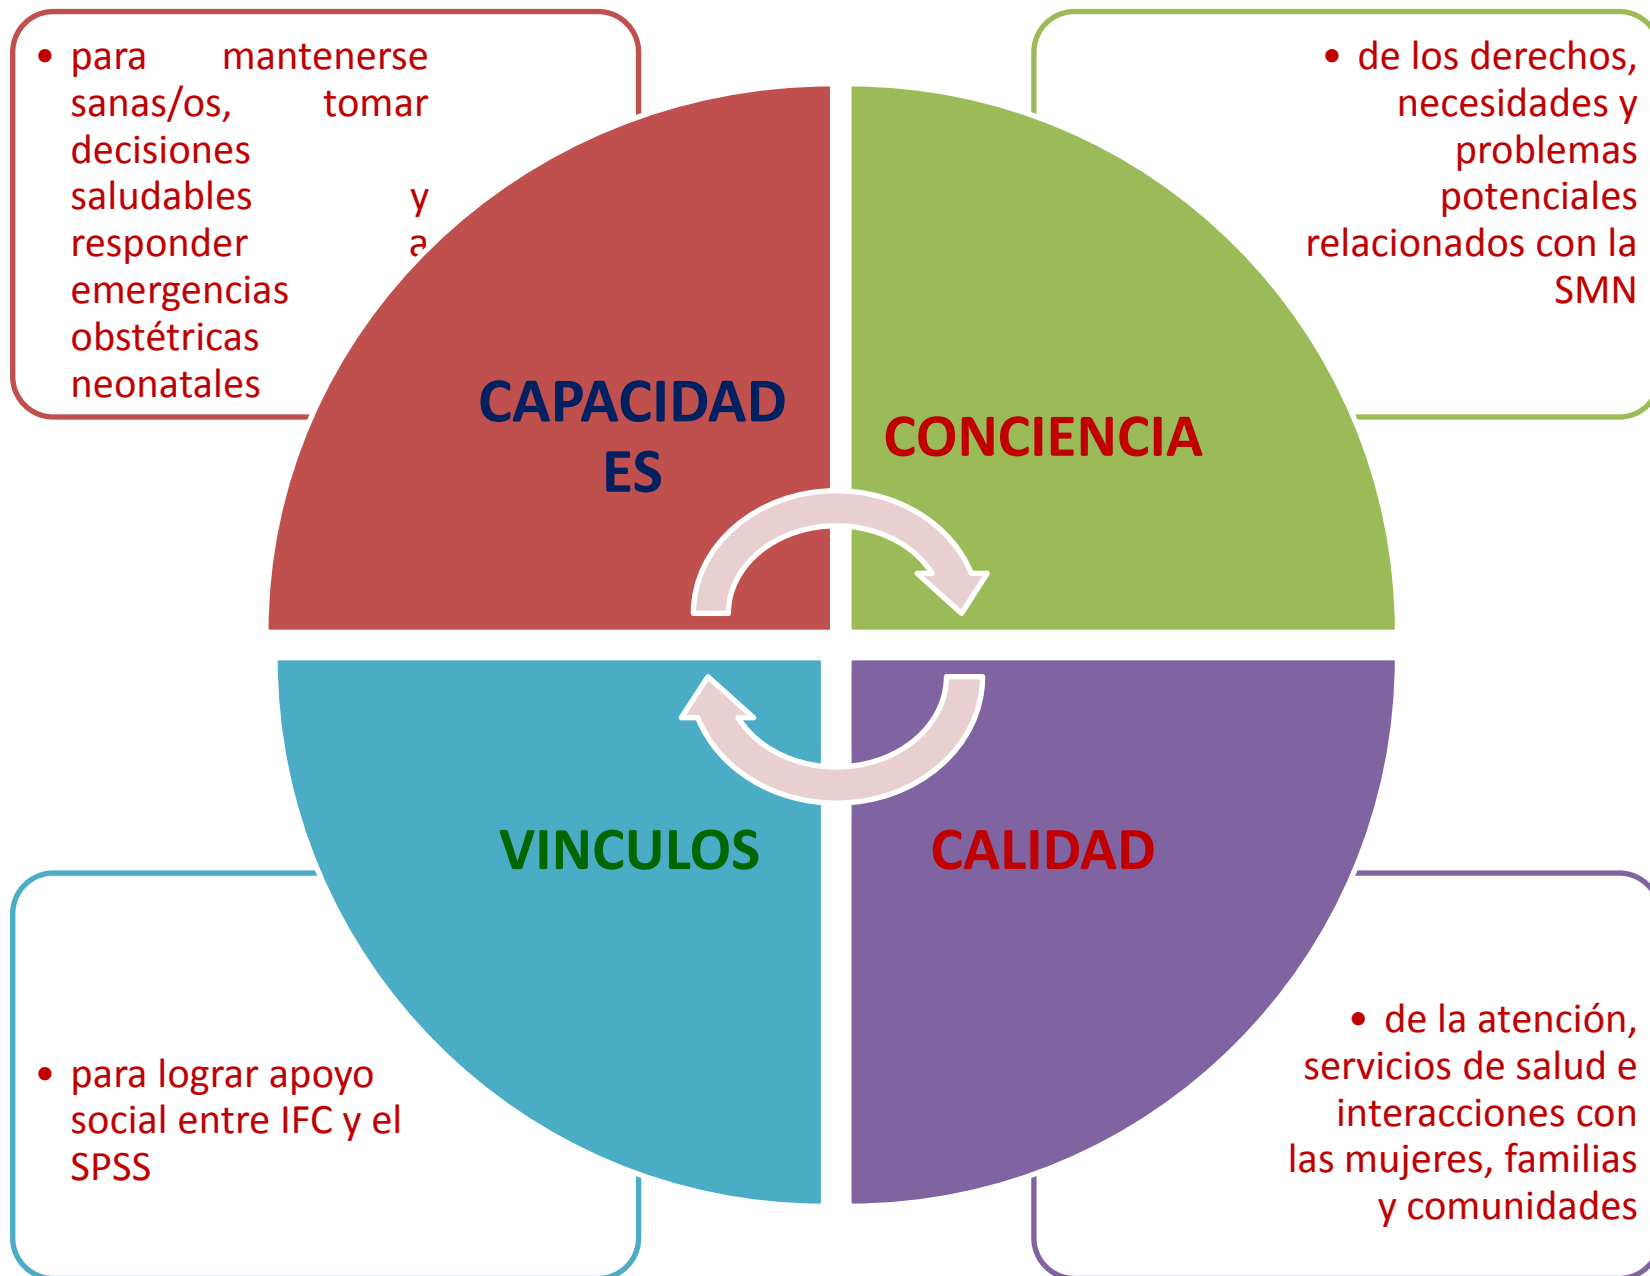 • para mantenerse
sanas/os, tomar
decisiones
saludables y
responder a
emergencias
obstétricas
neonatales
CAPACIDAD
ES
• de los derechos,
necesidades y
problemas
potenciales
relacionados con la
SMN
CONCIENCIA
VINCULOS
• para lograr apoyo
social entre IFC y el
SPSS
CALIDAD
• de la atención,
servicios de salud e
interacciones con
las mujeres, familias
y comunidades